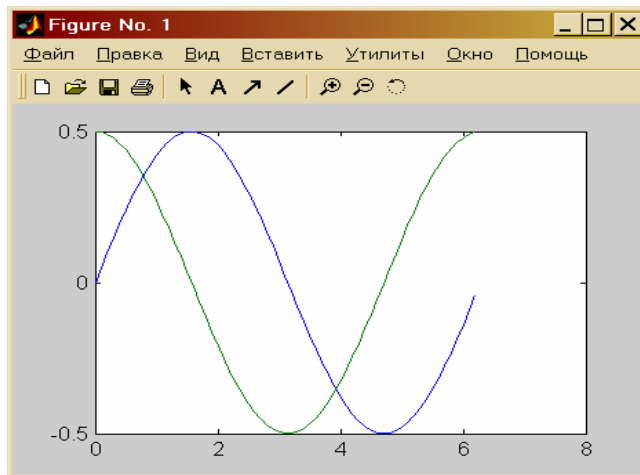 Figure No. 1
Файл Правка Вид Вставить Утилиты Окно Помощь
A
0.5
0
-0.5
0 2 4 6 8